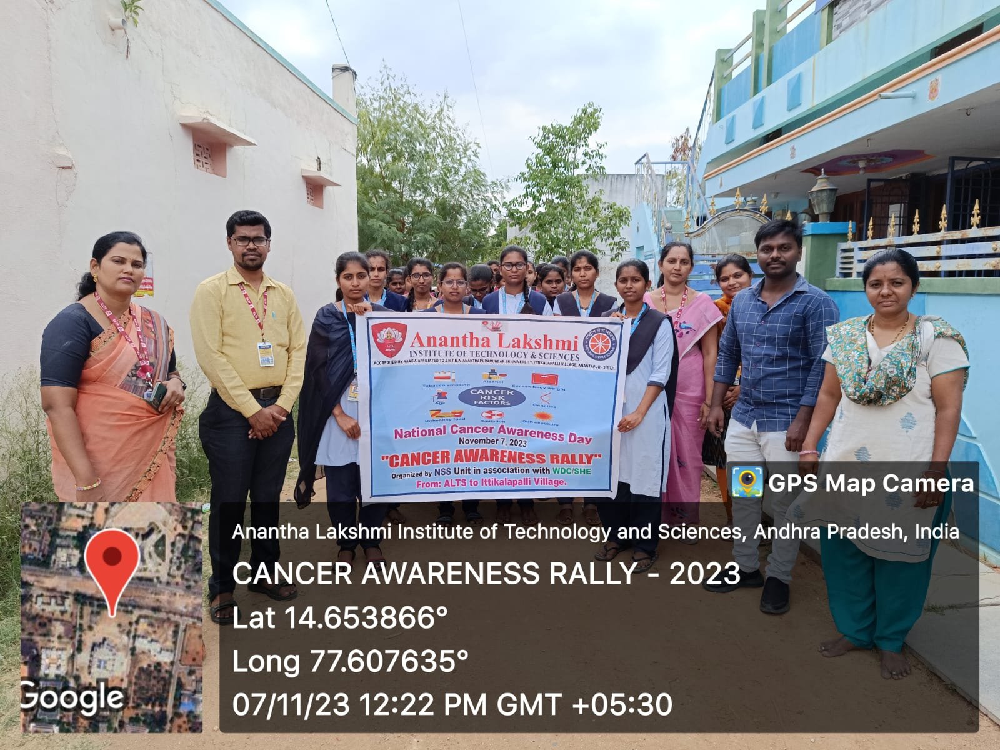 Anantha Lakshmi
INSTITUTE OF TECHNOLOGY & SCIENCES
ACCREDITED BY NAAC & AFFILIATED TO J.N.T.U.A, ANANTHAPURAMUNEAR SK UNIVERSITY, ITTIKALAPALLI VILLAGE, ANANTAPUR - 515 721.
Tobacco smoking
Alcohol
Excess body weight
Age
CANCER
RISK
FACTORS
Genetics
Unhealthy food
Radiation
Sun exposure
National Cancer Awareness Day
November 7, 2023
"CANCER AWARENESS RALLY"
Organized by NSS Unit in association with WDC/SHE
From: ALTS to Ittikalapalli Village.
ALTS
GPS Map Camera
Anantha Lakshmi Institute of Technology and Sciences, Andhra Pradesh, India
CANCER AWARENESS RALLY - 2023
Lat 14.653866°
Long 77.607635°
07/11/23 12:22 PM GMT +05:30
Google